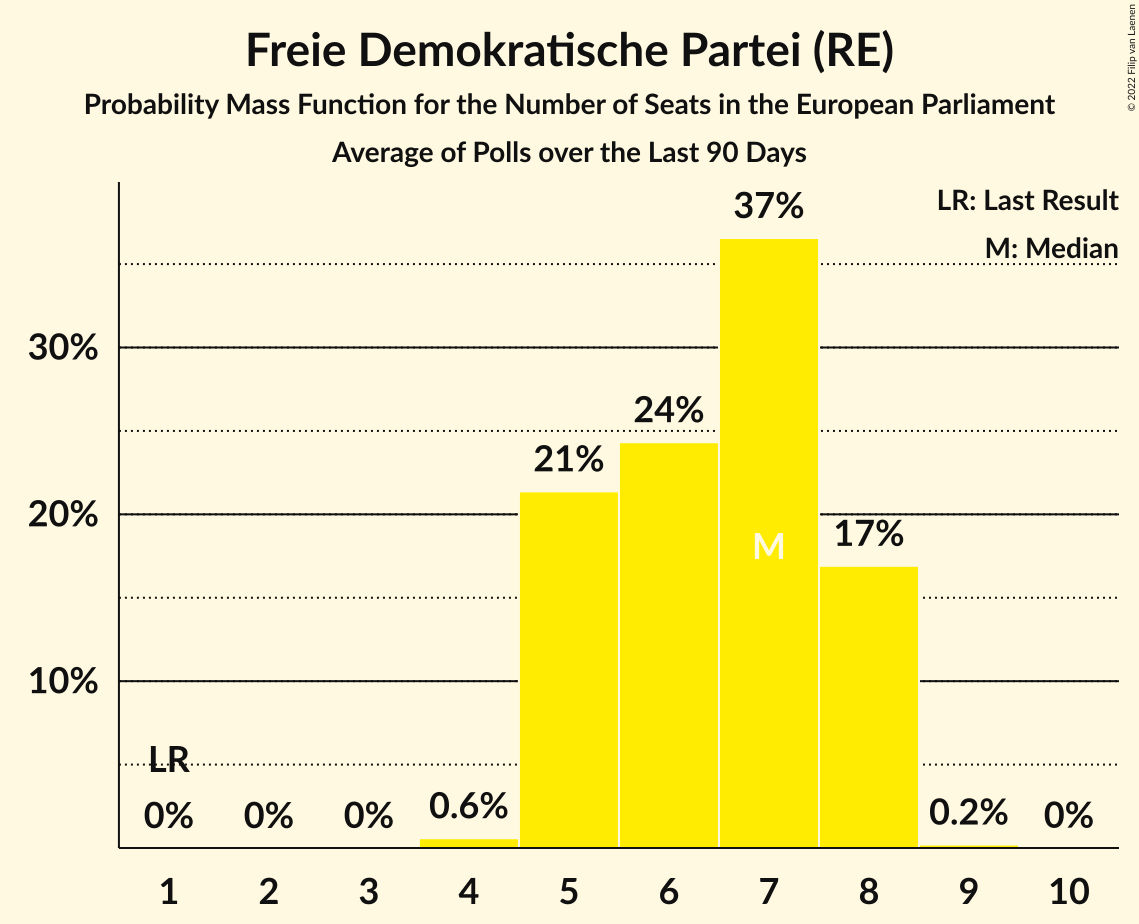 Freie Demokratische Partei (RE)
Probability Mass Function for the Number of Seats in the European Parliament
Average of Polls over the Last 90 Days
© 2022 Filip van Laenen
LR: Last Result
M: Median
37%
30%
24%
21%
20%
17%
M
10%
LR
0% 0% 0% 0.6% 0.2% 0%
1 2 3 4 5 6 7 8 9 10